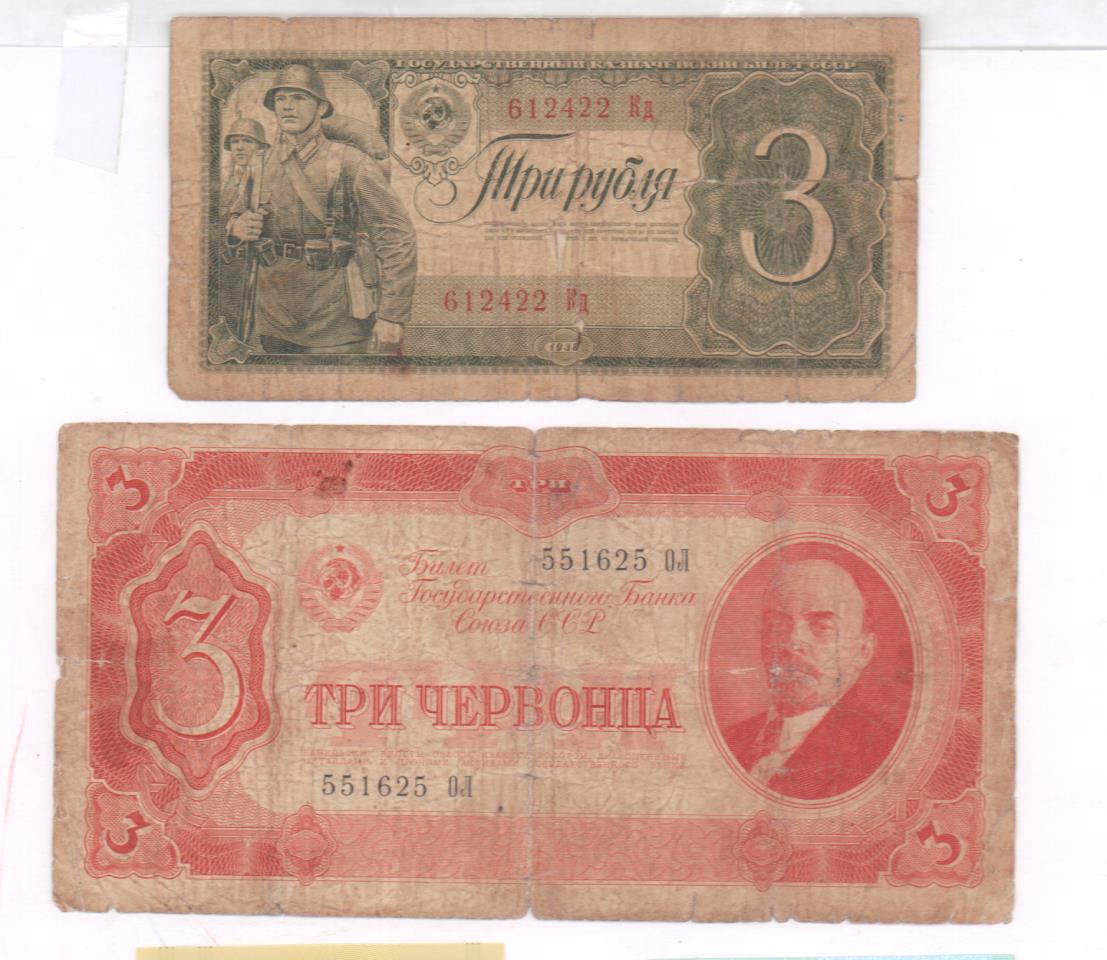 ГОСУДАРСТВЕННЫЙ КАЗНАЧЕЙСКИЙ БИЛЕТ СССР
612422 Кд
Три рубля
3
612422 Кд
1938
3
ТРИ
3
Билет
551625 ОЛ
Государственного Банка
Союза ССР
3
ТРИ ЧЕРВОНЦА
551625 ОЛ
3
3